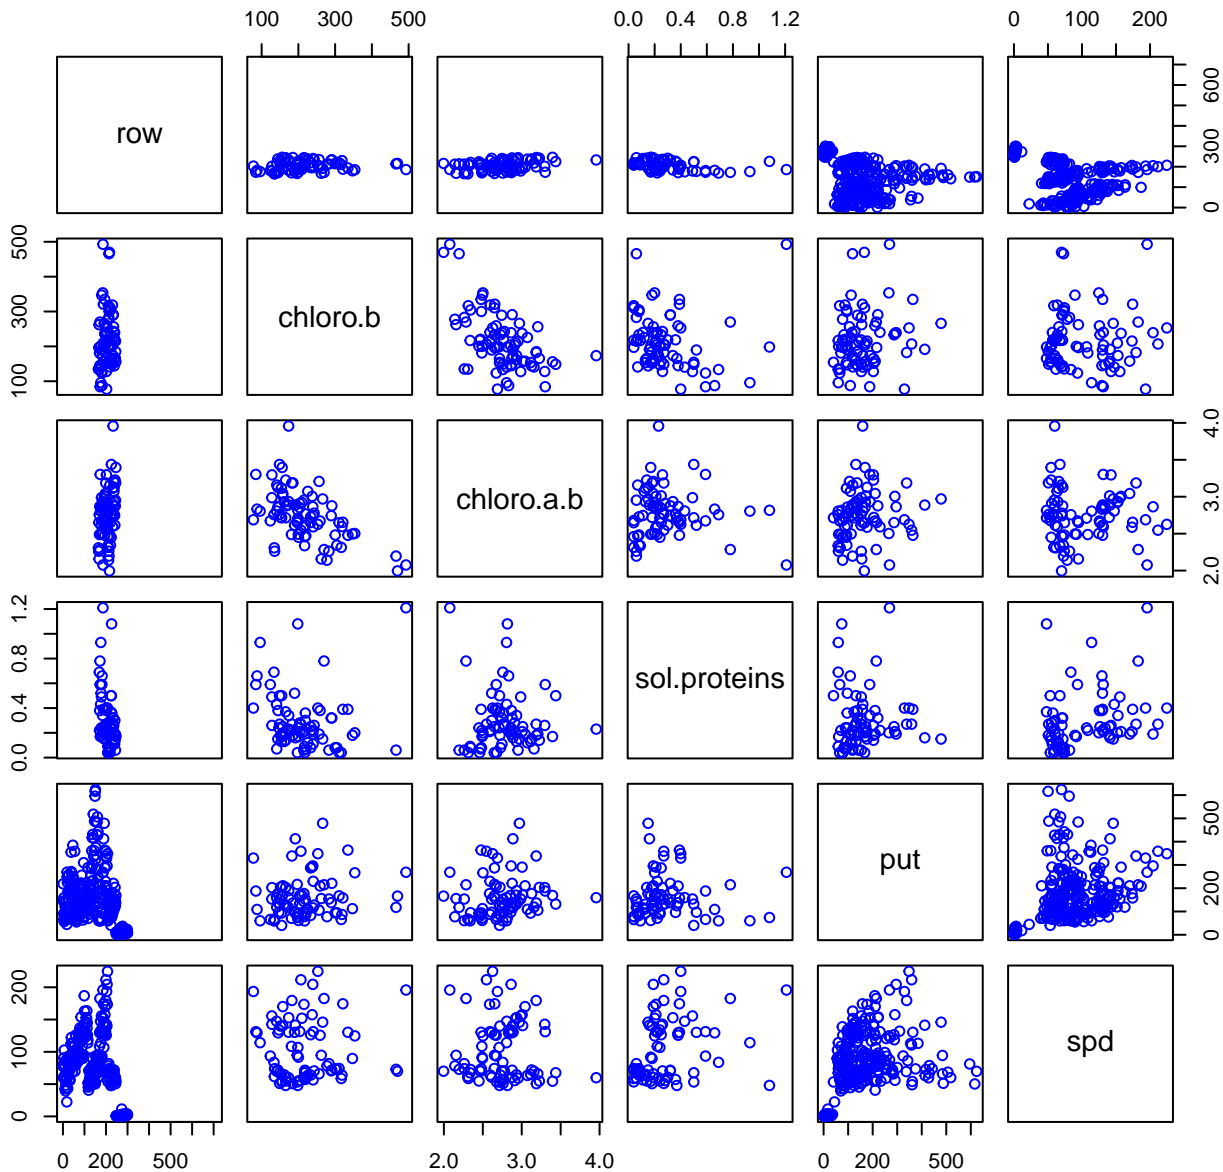 100 300 500 0.0 0.4 0.8 1.2 0 100 200
row 0 300 600
100 300 500 chloro.b
chloro.a.b 2.0 3.0 4.0
0.0 0.4 0.8 1.2 sol.proteins
put 0 200 500
0 100 200 spd
0 200 500 2.0 3.0 4.0 0 200 500